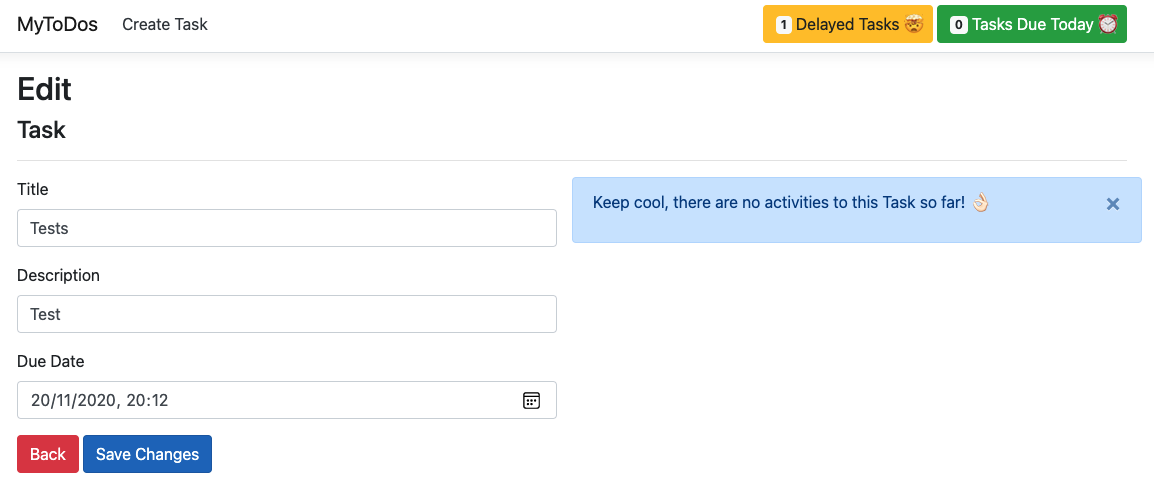 MyToDos Create Task 1 Delayed Tasks 🤯 0 Tasks Due Today ⏰
Edit
Task
Title
Tests
Keep cool, there are no activities to this Task so far! 👌🏻 ×
Description
Test
Due Date
20/11/2020, 20:12
Back Save Changes